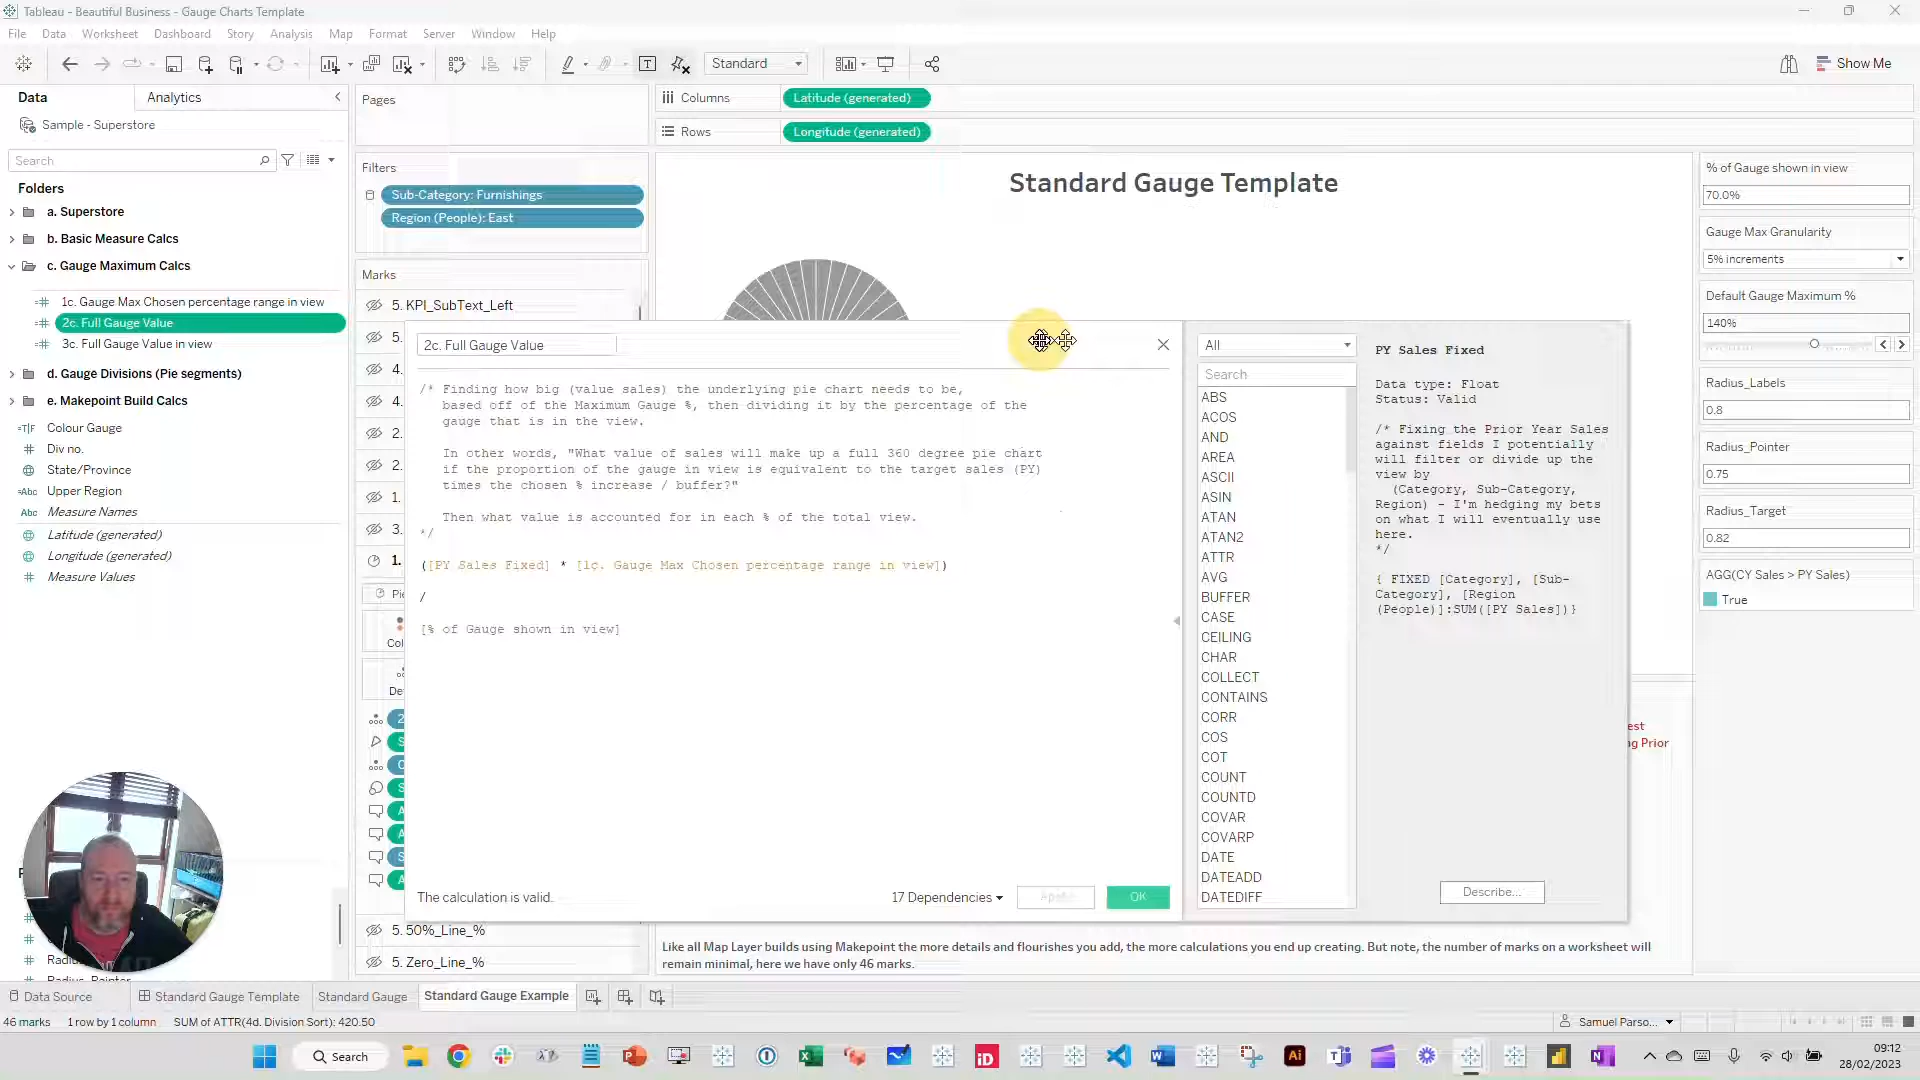 Tableau - Beautiful Business - Gauge Charts Template
File Data Worksheet Dashboard Story Analysis Map Format Server Window Help
Standard
Show Me
Data Analytics
Sample - Superstore
Search
Folders
a. Superstore
b. Basic Measure Calcs
c. Gauge Maximum Calcs
1c. Gauge Max Chosen percentage range in view
2c. Full Gauge Value
3c. Full Gauge Value in view
d. Gauge Divisions (Pie segments)
e. Makepoint Build Calcs
Colour Gauge
Div no.
State/Province
Upper Region
Measure Names
Latitude (generated)
Longitude (generated)
Measure Values
Pages
Columns Latitude (generated)
Rows Longitude (generated)
Filters
Sub-Category: Furnishings
Region (People): East
Marks
5. KPI_SubText_Left
5.
4.
4.
2.
2.
1.
3.
1.
5. 50%_Line_%
5. Zero_Line_%
Standard Gauge Template
2c. Full Gauge Value
/* Finding how big (value sales) the underlying pie chart needs to be,
based off of the Maximum Gauge %, then dividing it by the percentage of the
gauge that is in the view.
In other words, "What value of sales will make up a full 360 degree pie chart
if the proportion of the gauge in view is equivalent to the target sales (PY)
times the chosen % increase / buffer?"
Then what value is accounted for in each % of the total view.
*/
([PY Sales Fixed] * [1c. Gauge Max Chosen percentage range in view])
/
[% of Gauge shown in view]
The calculation is valid.
17 Dependencies
Apply
OK
All
Search
ABS
ACOS
AND
AREA
ASCII
ASIN
ATAN
ATAN2
ATTR
AVG
BUFFER
CASE
CEILING
CHAR
COLLECT
CONTAINS
CORR
COS
COT
COUNT
COUNTD
COVAR
COVARP
DATE
DATEADD
DATEDIFF
PY Sales Fixed
Data type: Float
Status: Valid
/* Fixing the Prior Year Sales
against fields I potentially
will filter or divide up the
view by
(Category, Sub-Category,
Region) - I'm hedging my bets
on what I will eventually use
here.
*/
{ FIXED [Category], [Sub-
Category], [Region
(People)]:SUM([PY Sales])}
Describe...
% of Gauge shown in view
70.0%
Gauge Max Granularity
5% increments
Default Gauge Maximum %
140%
Radius_Labels
0.8
Radius_Pointer
0.75
Radius_Target
0.82
AGG(CY Sales > PY Sales)
True
Like all Map Layer builds using Makepoint the more details and flourishes you add, the more calculations you end up creating. But note, the number of marks on a worksheet will
remain minimal, here we have only 46 marks.
Data Source Standard Gauge Template Standard Gauge Standard Gauge Example
46 marks 1 row by 1 column SUM of ATTR(4d. Division Sort): 420.50
Samuel Parso...
Search
09:12
28/02/2023